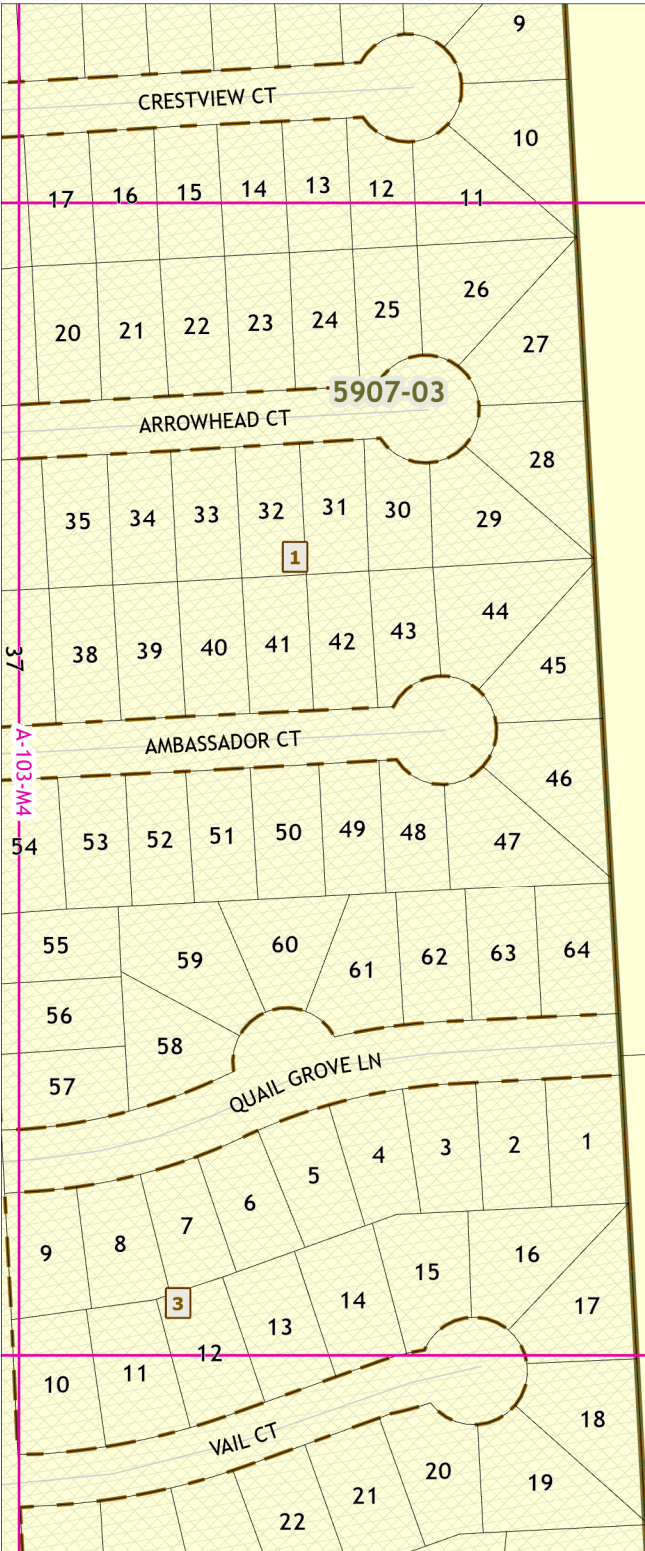 9
CRESTVIEW CT
10
17 16 15 14 13 12 11
26
20 21 22 23 24 25
27
5907-03
ARROWHEAD CT
28
35 34 33 32 31 30 29
1
44
37 38 39 40 41 42 43
45
AMBASSADOR CT
A-103-M4
46
54 53 52 51 50 49 48 47
55 59 60 61 62 63 64
56
58
57
QUAIL GROVE LN
9 8 7 6 5 4 3 2 1
16
3
15
14
13
17
12
11
10
VAIL CT
18
20
19
21
22